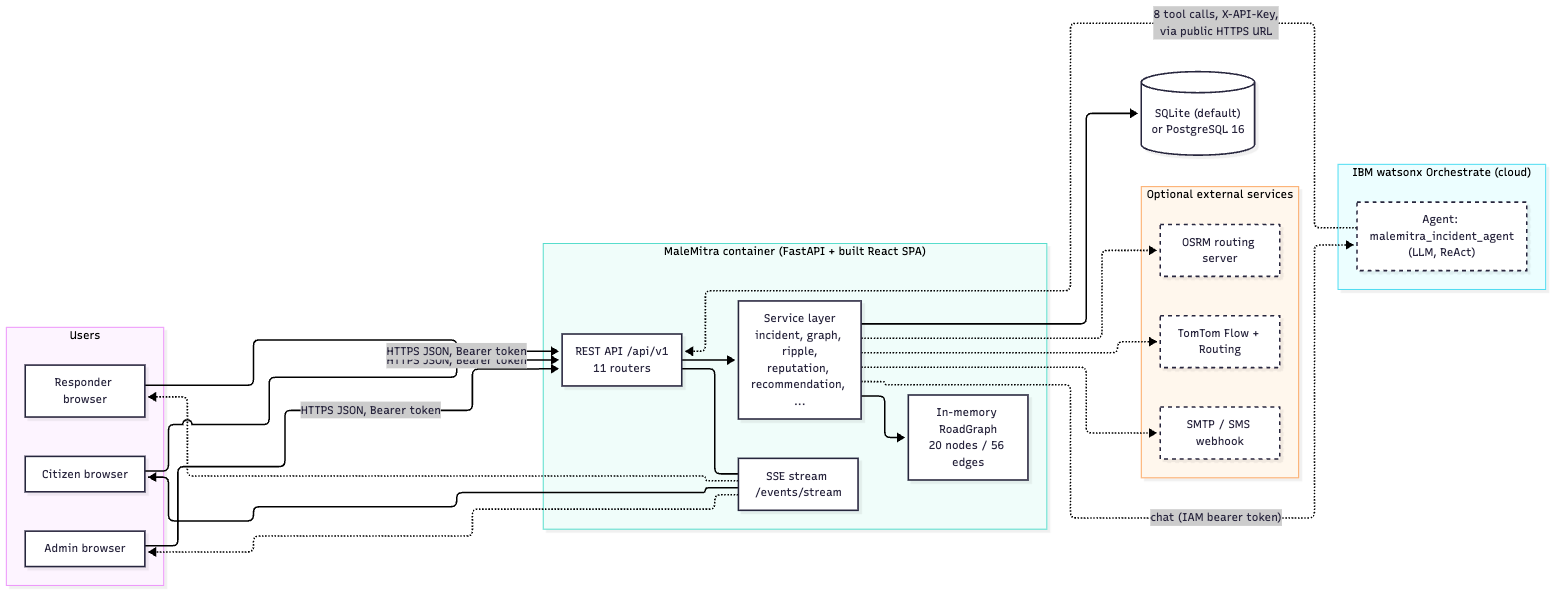 8 tool calls, X-API-Key,
via public HTTPS URL
SQLite (default)
or PostgreSQL 16
IBM watsonx Orchestrate (cloud)
Agent:
malemitra_incident_agent
(LLM, ReAct)
Optional external services
OSRM routing
server
TomTom Flow +
Routing
SMTP / SMS
webhook
MaleMitra container (FastAPI + built React SPA)
REST API /api/v1
11 routers
Service layer
incident, graph,
ripple,
reputation,
recommendation,
...
In-memory
RoadGraph
20 nodes / 56
edges
SSE stream
/events/stream
Users
Responder
browser
Citizen browser
Admin browser
HTTPS JSON, Bearer token
HTTPS JSON, Bearer token
HTTPS JSON, Bearer token
chat (IAM bearer token)